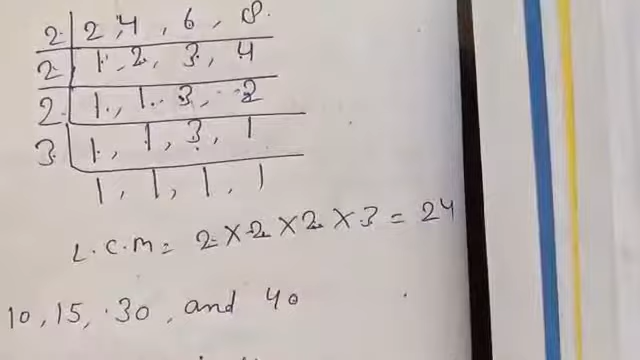 2 | 2, 4, 6, 8.
2 | 1, 2, 3, 4
2 | 1, 1, 3, 2
3 | 1, 1, 3, 1
1, 1, 1, 1
L.C.M = 2 X 2 X 2 X 3 = 24
10, 15, 30, and 40